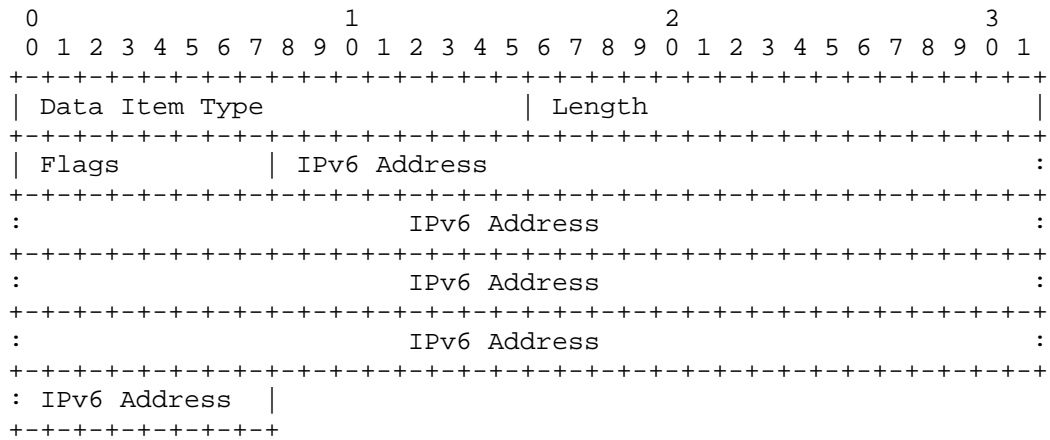 0                   1                   2                   3
 0 1 2 3 4 5 6 7 8 9 0 1 2 3 4 5 6 7 8 9 0 1 2 3 4 5 6 7 8 9 0 1
+-+-+-+-+-+-+-+-+-+-+-+-+-+-+-+-+-+-+-+-+-+-+-+-+-+-+-+-+-+-+-+-+
| Data Item Type                | Length                        |
+-+-+-+-+-+-+-+-+-+-+-+-+-+-+-+-+-+-+-+-+-+-+-+-+-+-+-+-+-+-+-+-+
| Flags         | IPv6 Address                                  :
+-+-+-+-+-+-+-+-+-+-+-+-+-+-+-+-+-+-+-+-+-+-+-+-+-+-+-+-+-+-+-+-+
:                        IPv6 Address                           :
+-+-+-+-+-+-+-+-+-+-+-+-+-+-+-+-+-+-+-+-+-+-+-+-+-+-+-+-+-+-+-+-+
:                        IPv6 Address                           :
+-+-+-+-+-+-+-+-+-+-+-+-+-+-+-+-+-+-+-+-+-+-+-+-+-+-+-+-+-+-+-+-+
:                        IPv6 Address                           :
+-+-+-+-+-+-+-+-+-+-+-+-+-+-+-+-+-+-+-+-+-+-+-+-+-+-+-+-+-+-+-+-+
: IPv6 Address  |
+-+-+-+-+-+-+-+-+